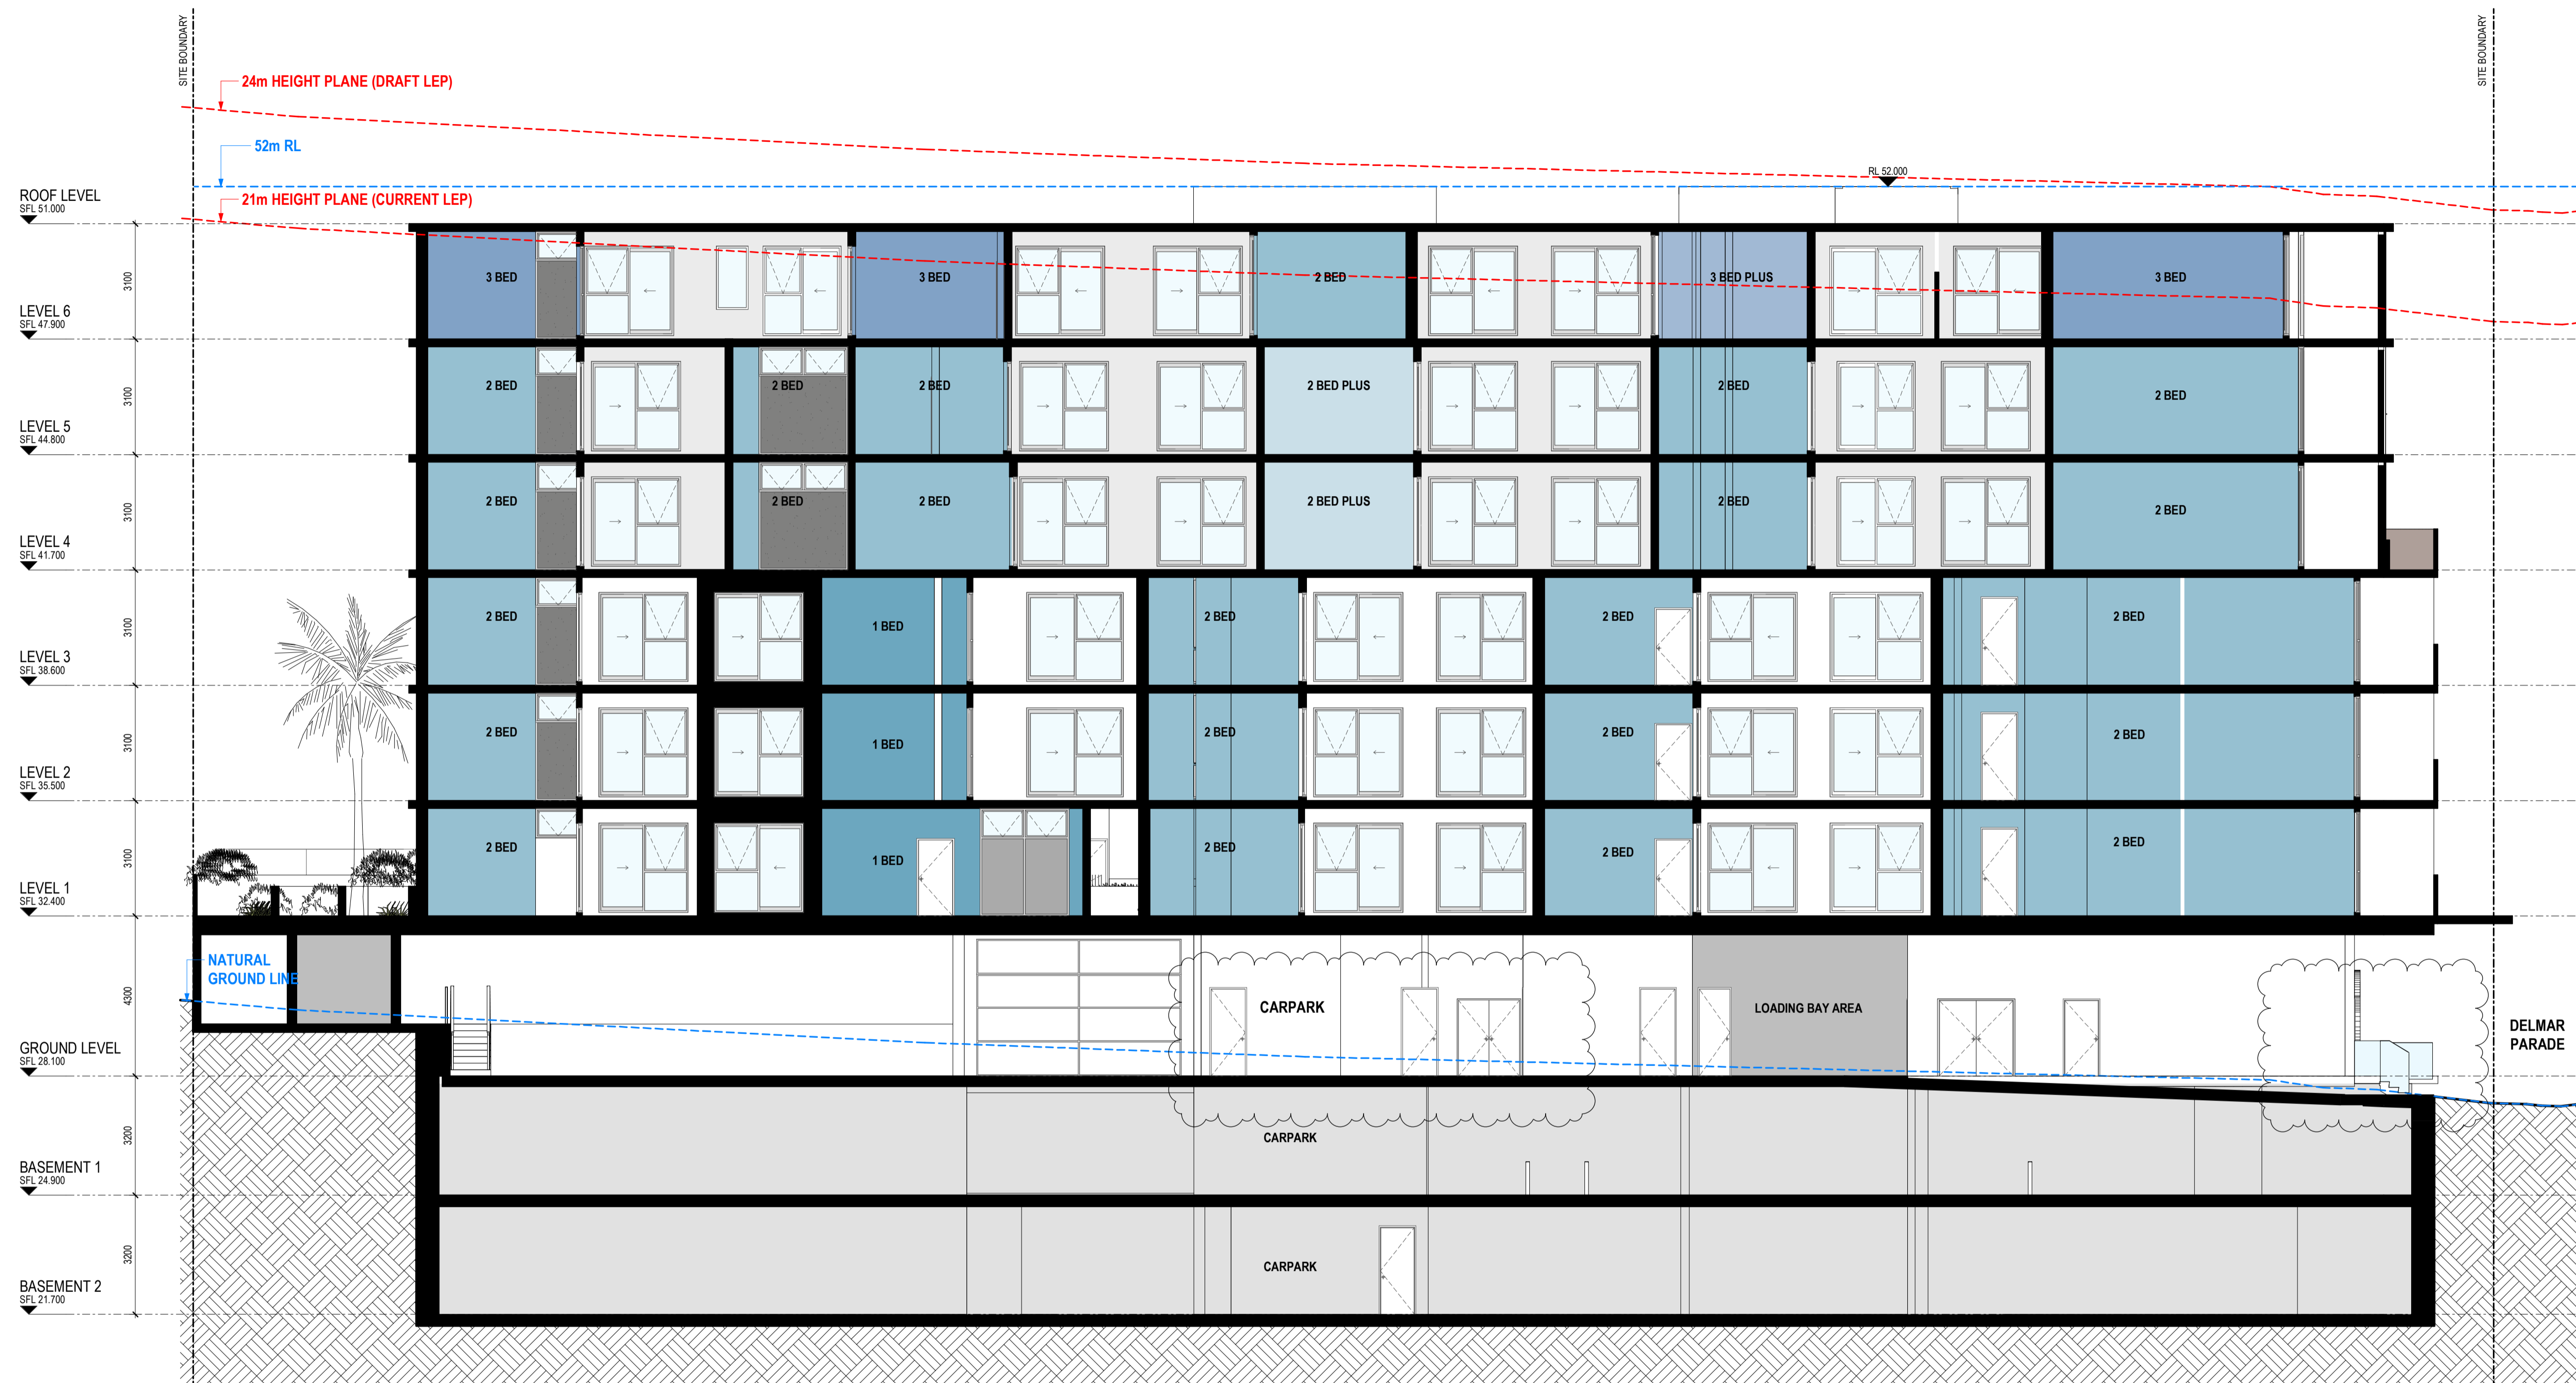 SITE BOUNDARY
SITE BOUNDARY
24m HEIGHT PLANE (DRAFT LEP)
52m RL
RL 52.000
ROOF LEVEL
SFL 51.000
21m HEIGHT PLANE (CURRENT LEP)
3100
3 BED
3 BED
2 BED
3 BED PLUS
3 BED
LEVEL 6
SFL 47.900
3100
2 BED
2 BED
2 BED
2 BED PLUS
2 BED
2 BED
LEVEL 5
SFL 44.800
3100
2 BED
2 BED
2 BED
2 BED PLUS
2 BED
2 BED
LEVEL 4
SFL 41.700
3100
2 BED
1 BED
2 BED
2 BED
2 BED
LEVEL 3
SFL 38.600
3100
2 BED
1 BED
2 BED
2 BED
2 BED
LEVEL 2
SFL 35.500
3100
2 BED
1 BED
2 BED
2 BED
2 BED
LEVEL 1
SFL 32.400
NATURAL
GROUND LINE
4300
CARPARK
LOADING BAY AREA
DELMAR
PARADE
GROUND LEVEL
SFL 28.100
3200
CARPARK
BASEMENT 1
SFL 24.900
3200
CARPARK
BASEMENT 2
SFL 21.700